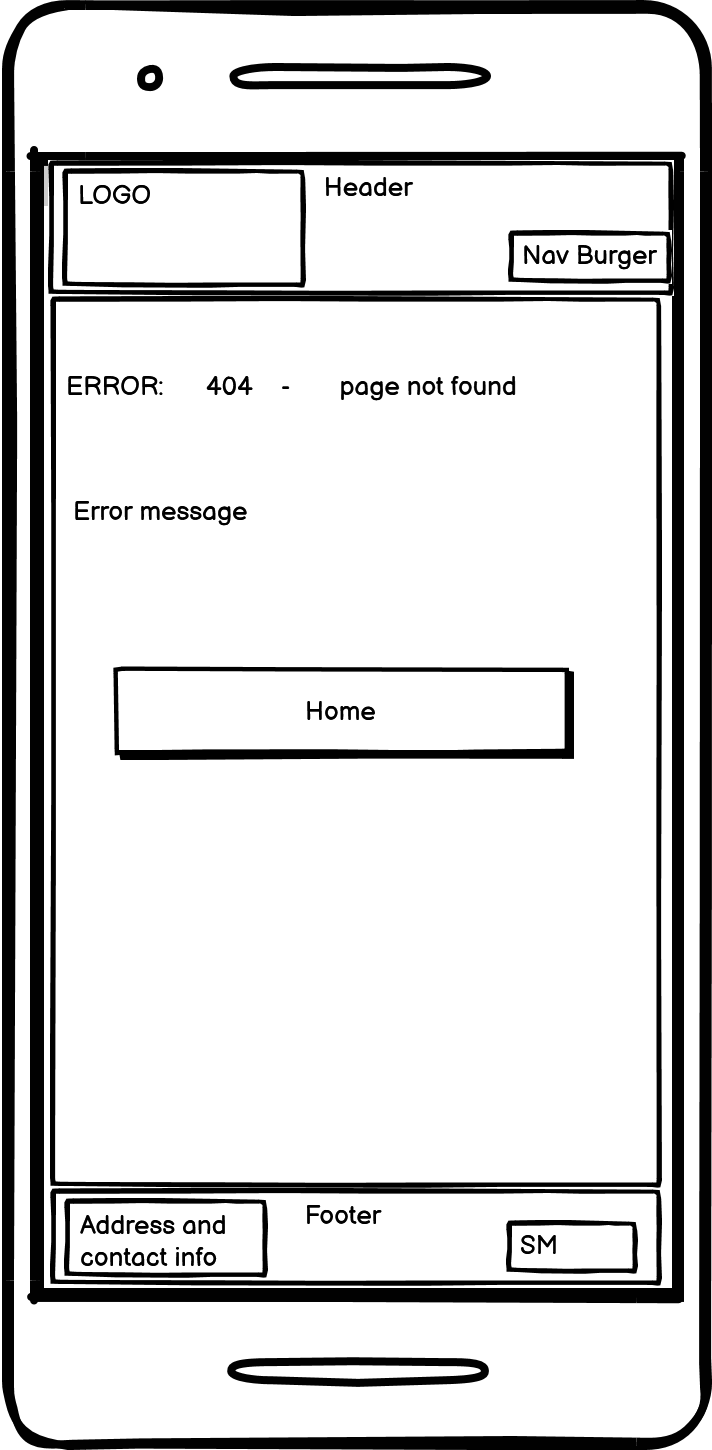 LOGO
Header
Nav Burger
ERROR: 404 - page not found
Error message
Home
Address and
contact info
Footer
SM